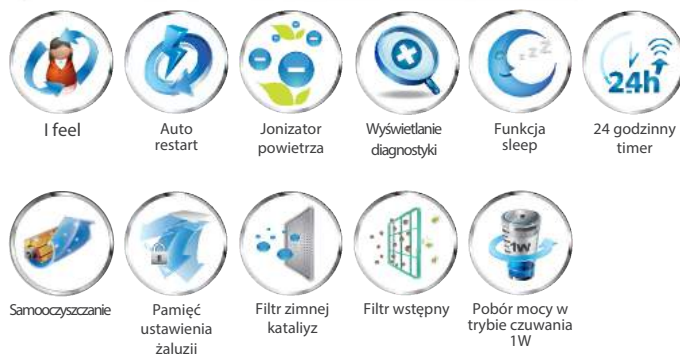 24h
I feel
Auto
restart
Jonizator
powietrza
Wyświetlanie
diagnostyki
Funkcja
sleep
24 godzinny
timer
1W
Samooczyszczanie
Pamięć
ustawienia
żaluzji
Filtr zimnej
kataliyz
Filtr wstępny
Pobór mocy w
trybie czuwania
1W